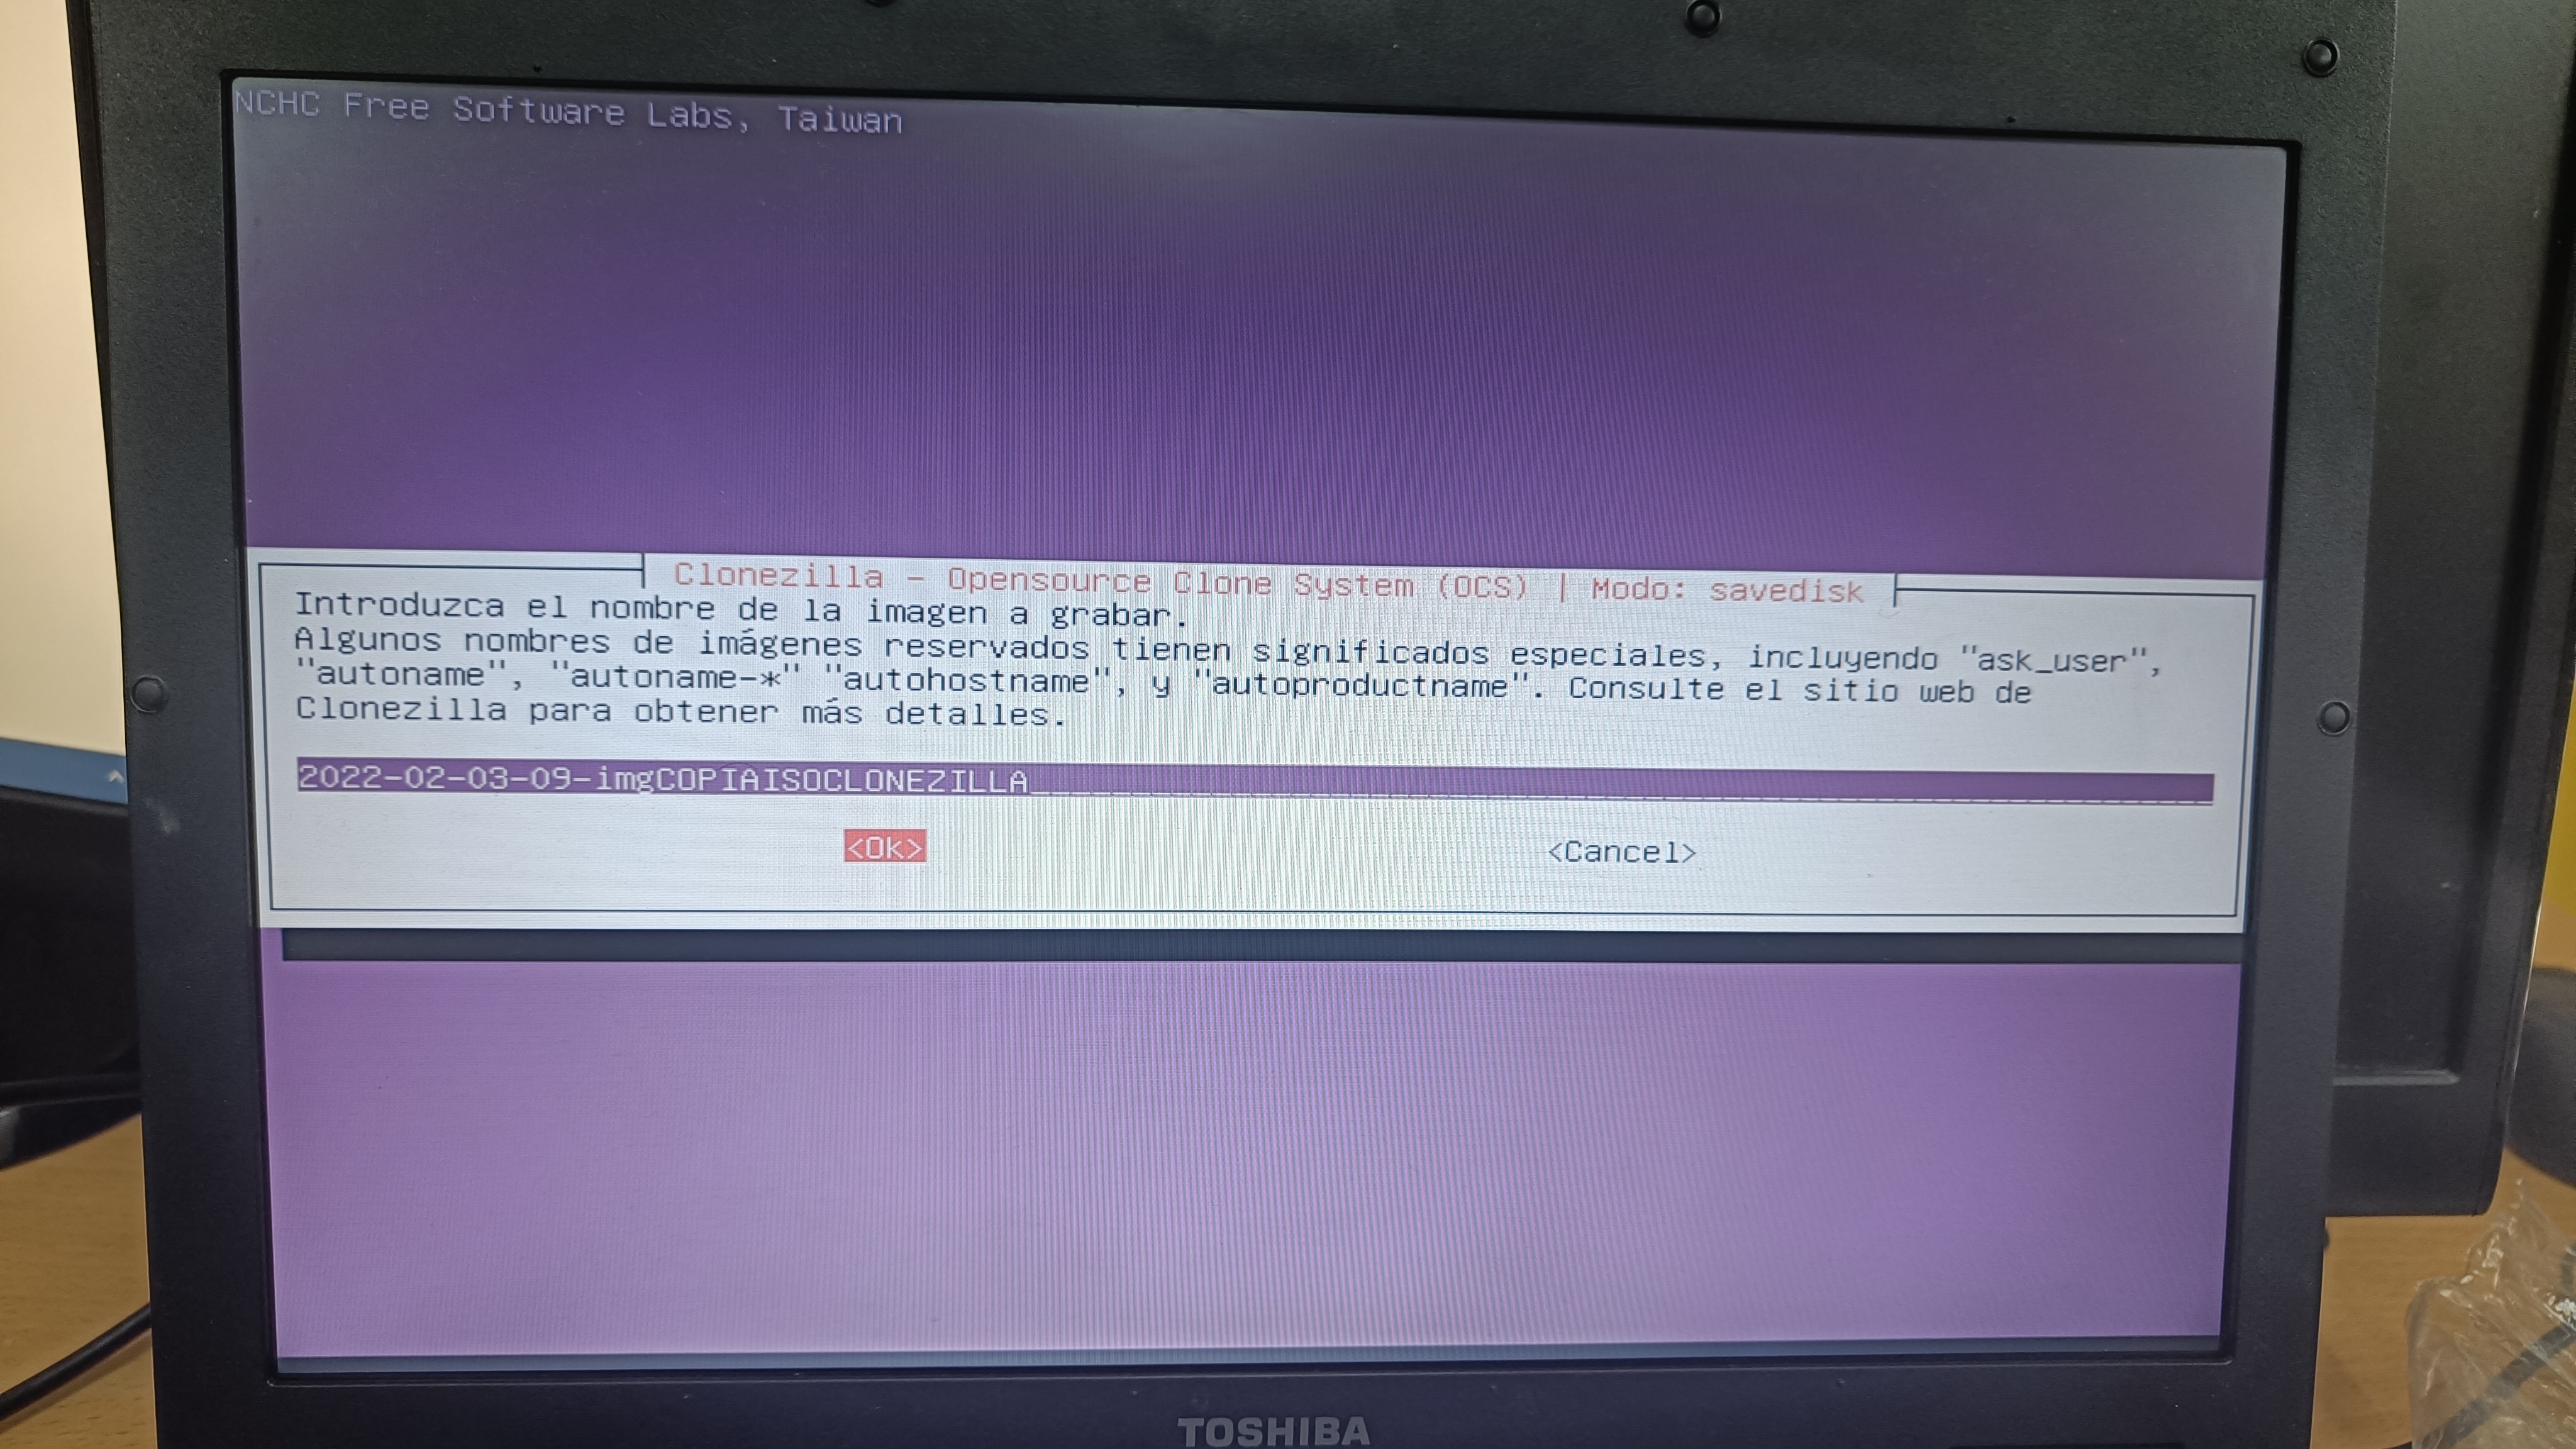 NCHC Free Software Labs, Taiwan
Clonezilla - Opensource Clone System (OCS) | Modo: savedisk
Introduzca el nombre de la imagen a grabar.
Algunos nombres de imágenes reservados tienen significados especiales, incluyendo "ask_user",
"autoname", "autoname-*" "autohostname", y "autoproductname". Consulte el sitio web de
Clonezilla para obtener más detalles.
2022-02-03-09-imgCOPIAISOCLONEZILLA
<Ok> <Cancel>
TOSHIBA